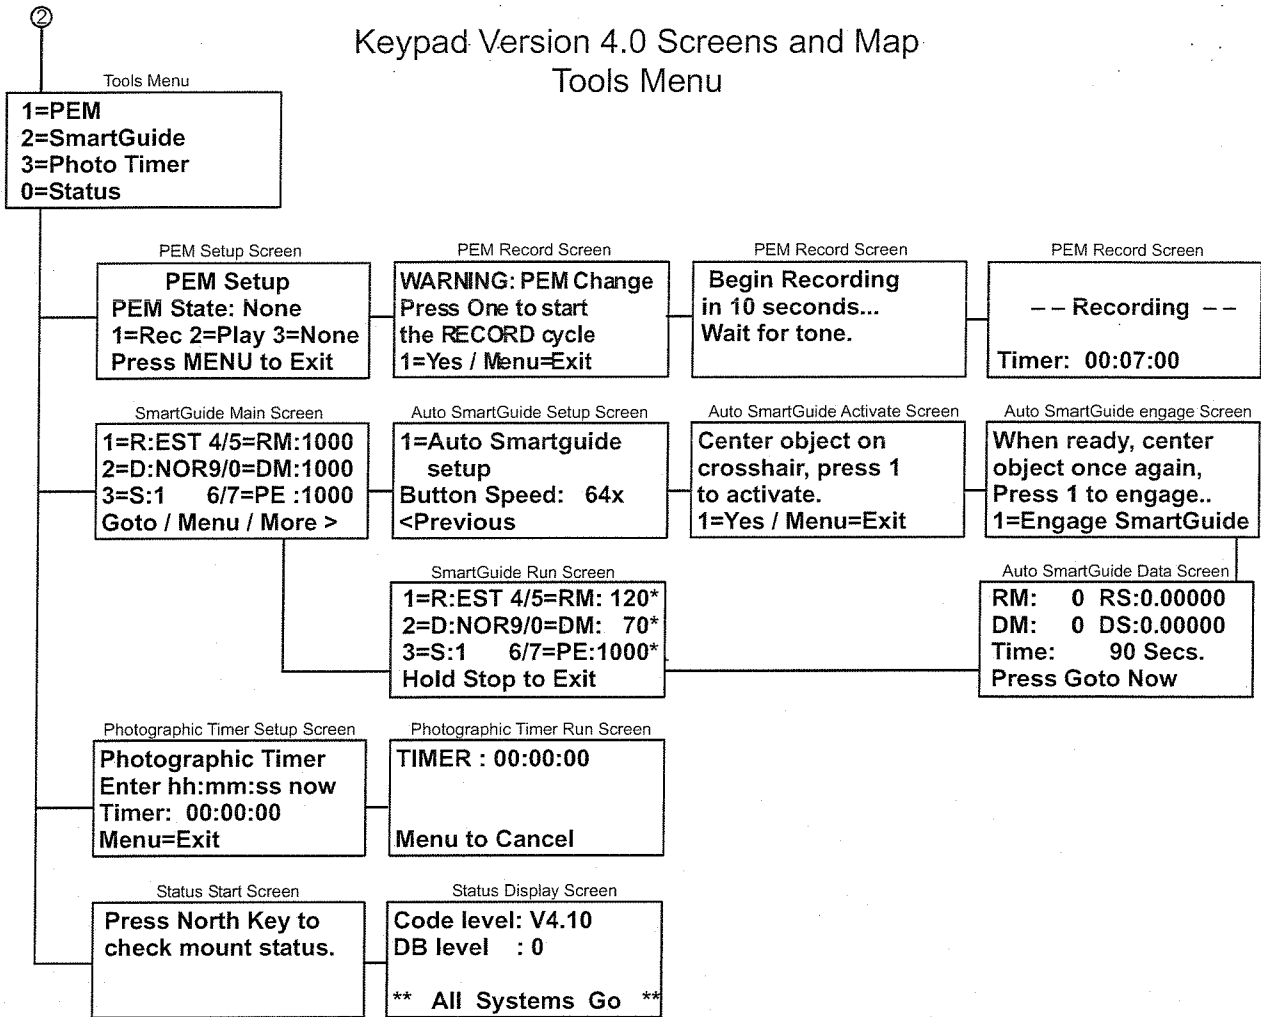 2
Keypad Version 4.0 Screens and Map
Tools Menu
Tools Menu
1=PEM
2=SmartGuide
3=Photo Timer
0=Status
PEM Setup Screen
PEM Setup
PEM State: None
1=Rec 2=Play 3=None
Press MENU to Exit
PEM Record Screen
WARNING: PEM Change
Press One to start
the RECORD cycle
1=Yes / Menu=Exit
PEM Record Screen
Begin Recording
in 10 seconds...
Wait for tone.
PEM Record Screen
-- Recording --
Timer: 00:07:00
SmartGuide Main Screen
1=R:EST 4/5=RM:1000
2=D:NOR9/0=DM:1000
3=S:1 6/7=PE :1000
Goto / Menu / More >
Auto SmartGuide Setup Screen
1=Auto Smartguide
setup
Button Speed: 64x
<Previous
Auto SmartGuide Activate Screen
Center object on
crosshair, press 1
to activate.
1=Yes / Menu=Exit
Auto SmartGuide engage Screen
When ready, center
object once again,
Press 1 to engage..
1=Engage SmartGuide
SmartGuide Run Screen
1=R:EST 4/5=RM: 120*
2=D:NOR9/0=DM: 70*
3=S:1 6/7=PE:1000*
Hold Stop to Exit
Auto SmartGuide Data Screen
RM: 0 RS:0.00000
DM: 0 DS:0.00000
Time: 90 Secs.
Press Goto Now
Photographic Timer Setup Screen
Photographic Timer
Enter hh:mm:ss now
Timer: 00:00:00
Menu=Exit
Photographic Timer Run Screen
TIMER : 00:00:00
Menu to Cancel
Status Start Screen
Press North Key to
check mount status.
Status Display Screen
Code level: V4.10
DB level : 0
** All Systems Go **